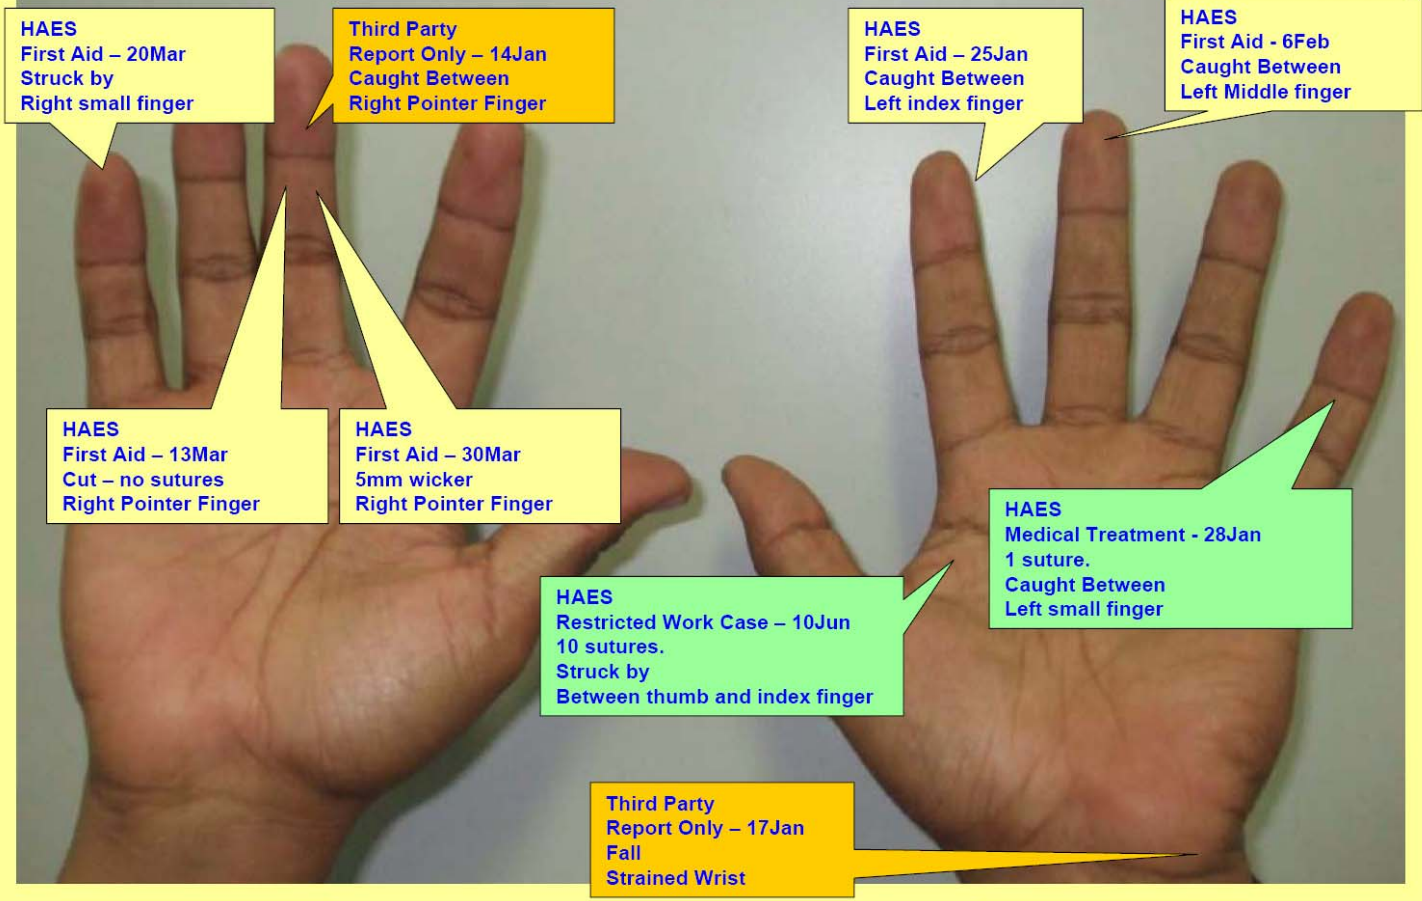 HAES
First Aid – 20Mar
Struck by
Right small finger
Third Party
Report Only – 14Jan
Caught Between
Right Pointer Finger
HAES
First Aid – 25Jan
Caught Between
Left index finger
HAES
First Aid - 6Feb
Caught Between
Left Middle finger
HAES
First Aid – 13Mar
Cut – no sutures
Right Pointer Finger
HAES
First Aid – 30Mar
5mm wicker
Right Pointer Finger
HAES
Medical Treatment - 28Jan
1 suture.
Caught Between
Left small finger
HAES
Restricted Work Case – 10Jun
10 sutures.
Struck by
Between thumb and index finger
Third Party
Report Only – 17Jan
Fall
Strained Wrist